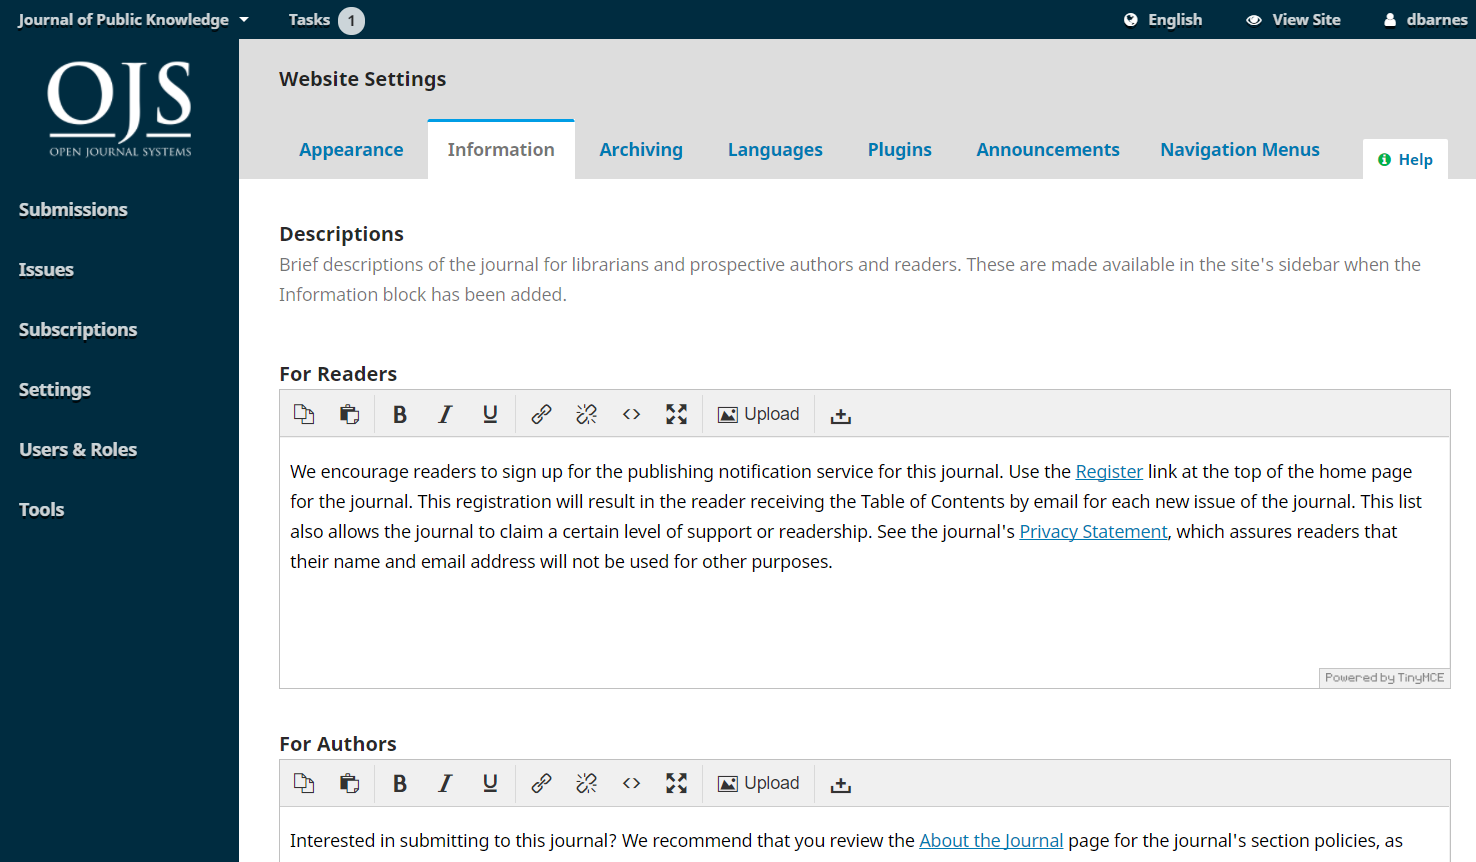 Journal of Public Knowledge Tasks 1 English View Site dbarnes
OJS
OPEN JOURNAL SYSTEMS
Submissions
Issues
Subscriptions
Settings
Users & Roles
Tools
Website Settings
Appearance Information Archiving Languages Plugins Announcements Navigation Menus Help
Descriptions
Brief descriptions of the journal for librarians and prospective authors and readers. These are made available in the site's sidebar when the
Information block has been added.
For Readers
B I U Upload
We encourage readers to sign up for the publishing notification service for this journal. Use the Register link at the top of the home page
for the journal. This registration will result in the reader receiving the Table of Contents by email for each new issue of the journal. This list
also allows the journal to claim a certain level of support or readership. See the journal's Privacy Statement, which assures readers that
their name and email address will not be used for other purposes.
Powered by TinyMCE
For Authors
B I U Upload
Interested in submitting to this journal? We recommend that you review the About the Journal page for the journal's section policies, as